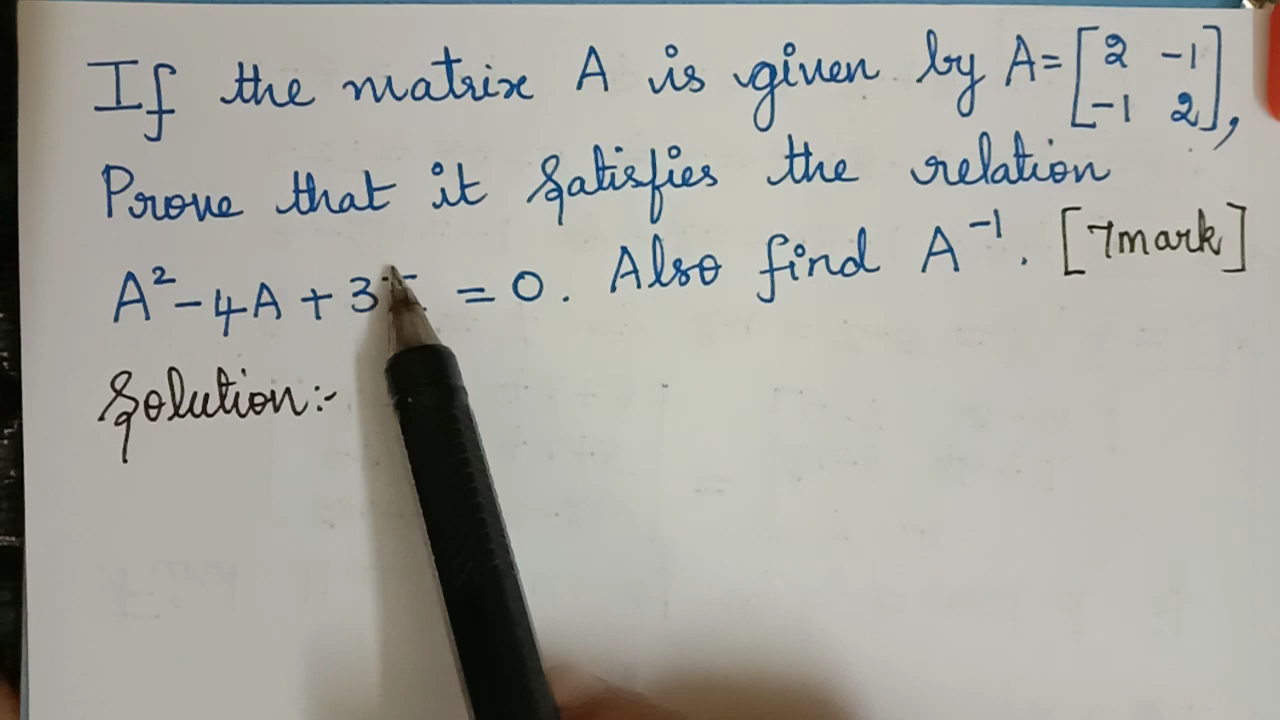 If the matrix A is given by A = [2 -1
-1 2],
Prove that it satisfies the relation
A² - 4A + 3 = 0. Also find A⁻¹. [7mark]
Solution:-